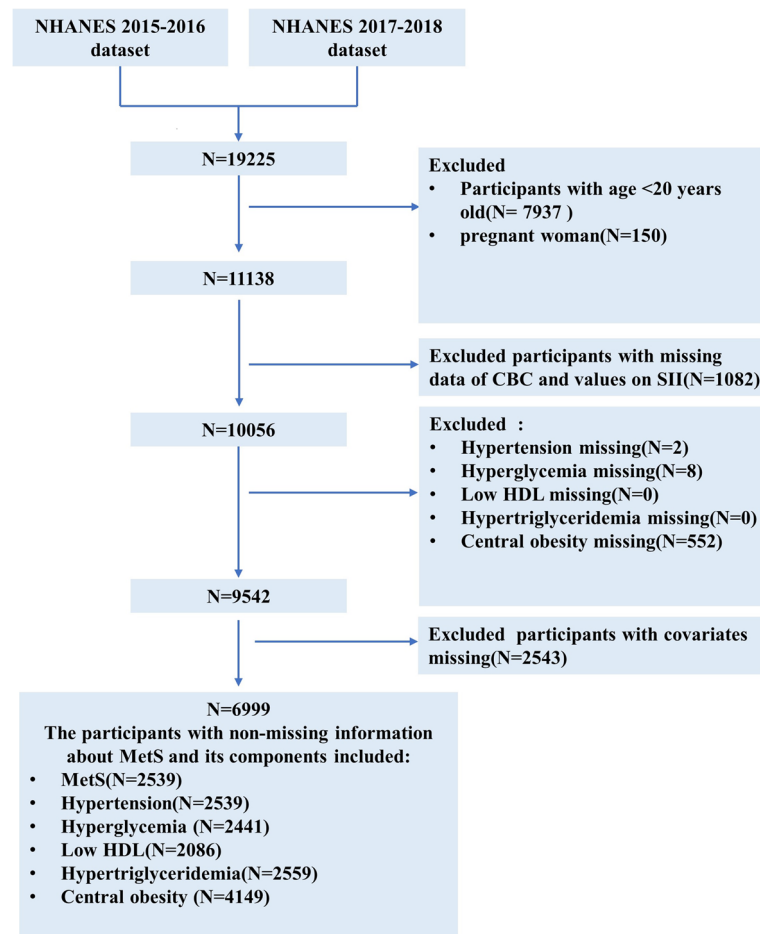 NHANES 2015-2016
dataset
NHANES 2017-2018
dataset
N=19225
Excluded
• Participants with age <20 years
old(N= 7937 )
• pregnant woman(N=150)
N=11138
Excluded participants with missing
data of CBC and values on SII(N=1082)
N=10056
Excluded :
• Hypertension missing(N=2)
• Hyperglycemia missing(N=8)
• Low HDL missing(N=0)
• Hypertriglyceridemia missing(N=0)
• Central obesity missing(N=552)
N=9542
Excluded participants with covariates
missing(N=2543)
N=6999
The participants with non-missing information
about MetS and its components included:
• MetS(N=2539)
• Hypertension(N=2539)
• Hyperglycemia (N=2441)
• Low HDL(N=2086)
• Hypertriglyceridemia(N=2559)
• Central obesity (N=4149)